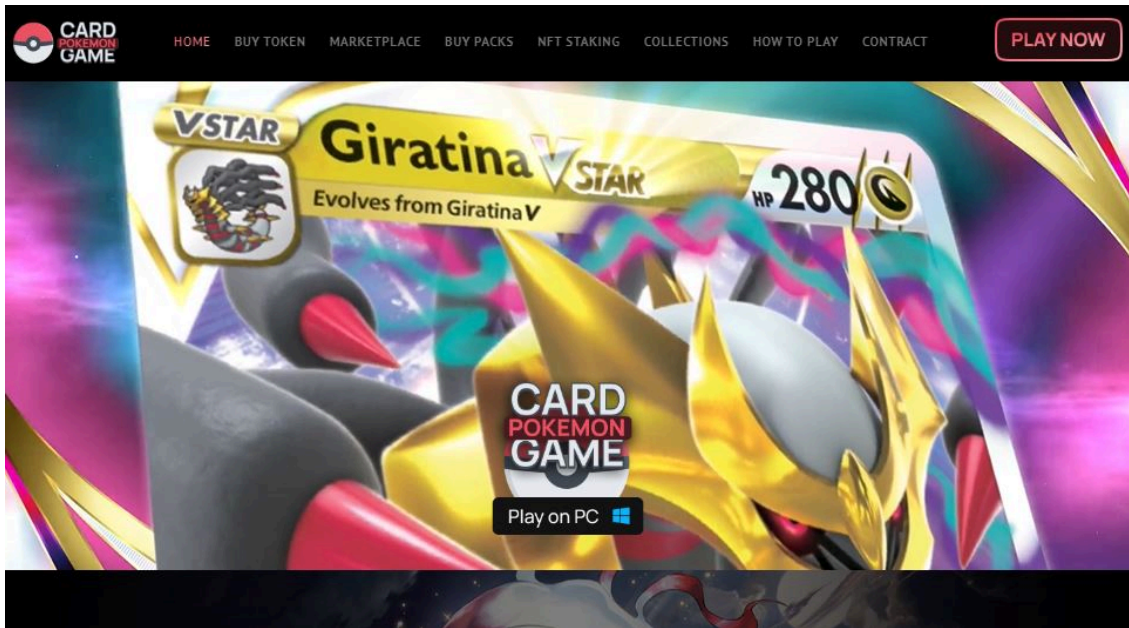 CARD
POKEMON
GAME
HOME BUY TOKEN MARKETPLACE BUY PACKS NFT STAKING COLLECTIONS HOW TO PLAY CONTRACT
PLAY NOW
VSTAR
Giratina VSTAR
HP 280
Evolves from Giratina V
CARD
POKEMON
GAME
Play on PC